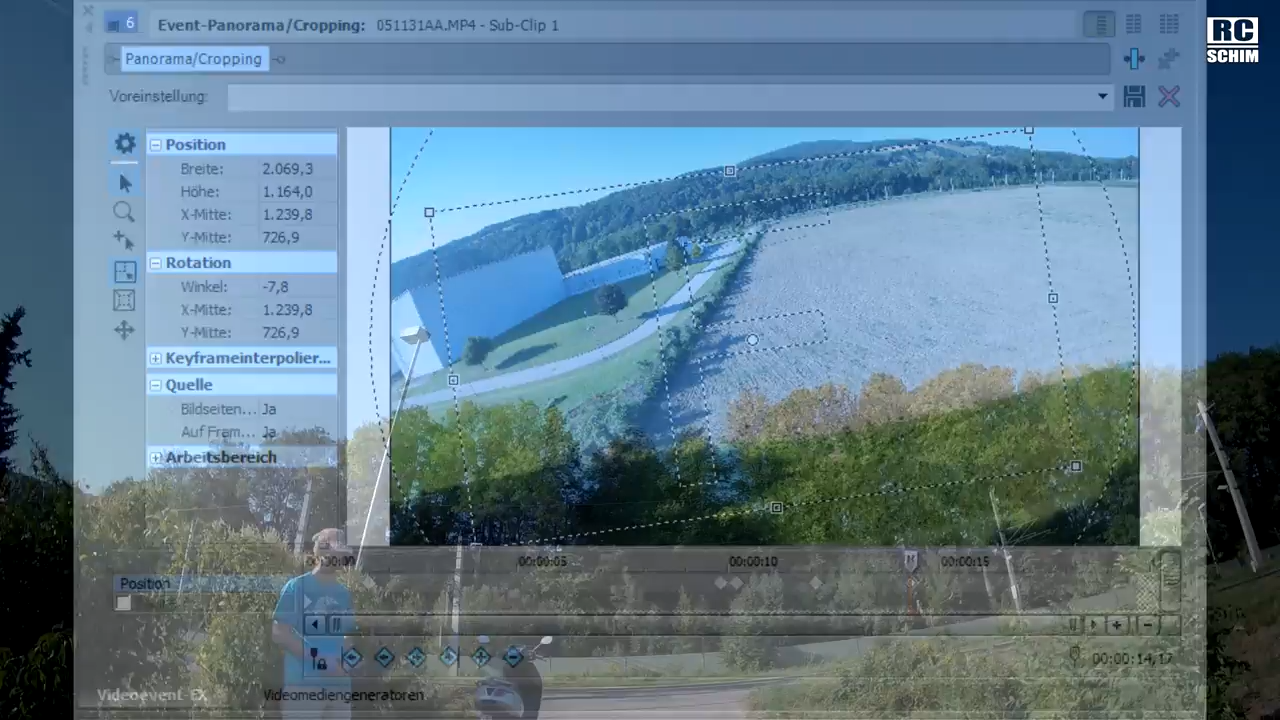 6 Event-Panorama/Cropping: 051131AA.MP4 - Sub-Clip 1
RC
SCHIM
Panorama/Cropping
Voreinstellung:
Position
Breite: 2.069,3
Höhe: 1.164,0
X-Mitte: 1.239,8
Y-Mitte: 726,9
Rotation
Winkel: -7,8
X-Mitte: 1.239,8
Y-Mitte: 726,9
Keyframeinterpolier...
Quelle
Bildseiten... Ja
Auf Fram... Ja
Arbeitsbereich
00:00:00 00:00:05 00:00:10 00:00:15
Position
00:00:14,17
Videoevent-FX Videomediengeneratoren